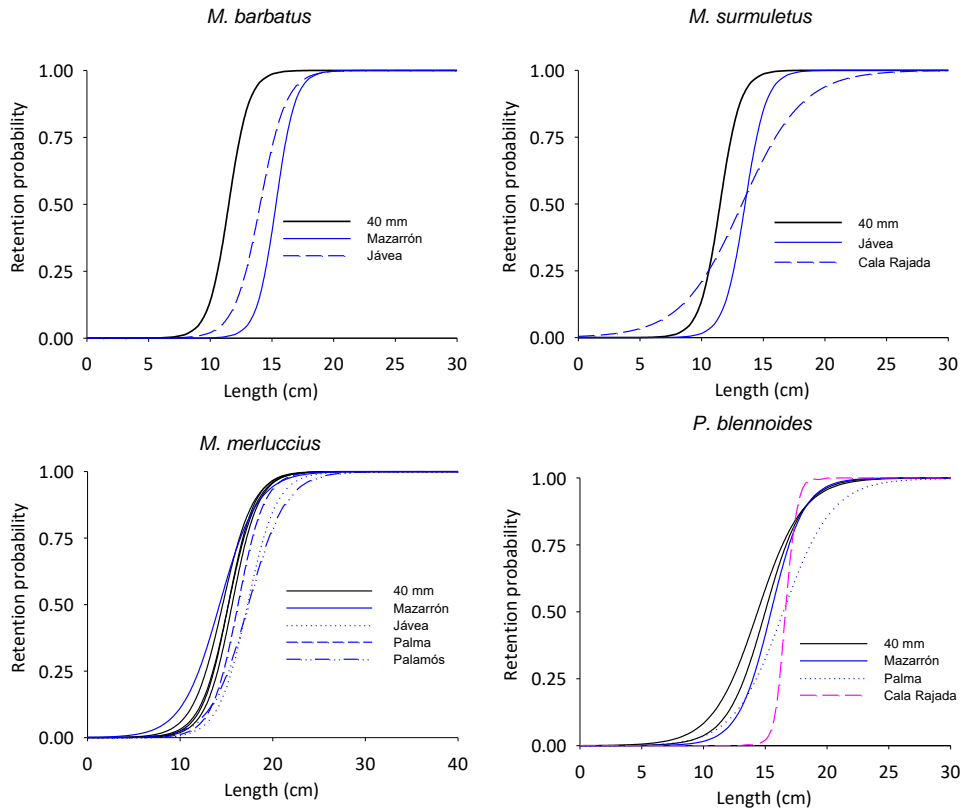 M. barbatus
1.00
0.75
0.50
0.25
0.00
Retention probability
40 mm
Mazarrón
Jávea
0 5 10 15 20 25 30
Length (cm)
M. surmuletus
1.00
0.75
0.50
0.25
0.00
Retention probability
40 mm
Jávea
Cala Rajada
0 5 10 15 20 25 30
Length (cm)
M. merluccius
1.00
0.75
0.50
0.25
0.00
Retention probability
40 mm
Mazarrón
Jávea
Palma
Palamós
0 10 20 30 40
Length (cm)
P. blennoides
1.00
0.75
0.50
0.25
0.00
Retention probability
40 mm
Mazarrón
Palma
Cala Rajada
0 5 10 15 20 25 30
Length (cm)